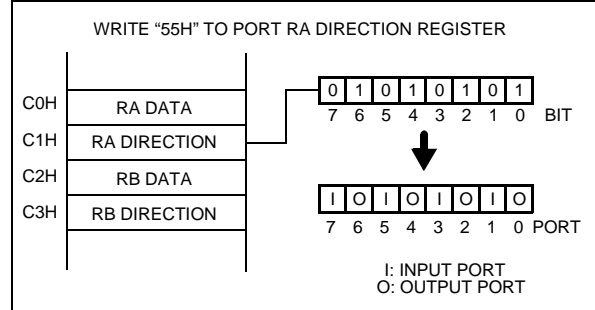 WRITE “55H” TO PORT RA DIRECTION REGISTER
C0H RA DATA
C1H RA DIRECTION
C2H RB DATA
C3H RB DIRECTION
0 1 0 1 0 1 0 1
7 6 5 4 3 2 1 0 BIT
I O I O I O I O
7 6 5 4 3 2 1 0 PORT
I: INPUT PORT
O: OUTPUT PORT